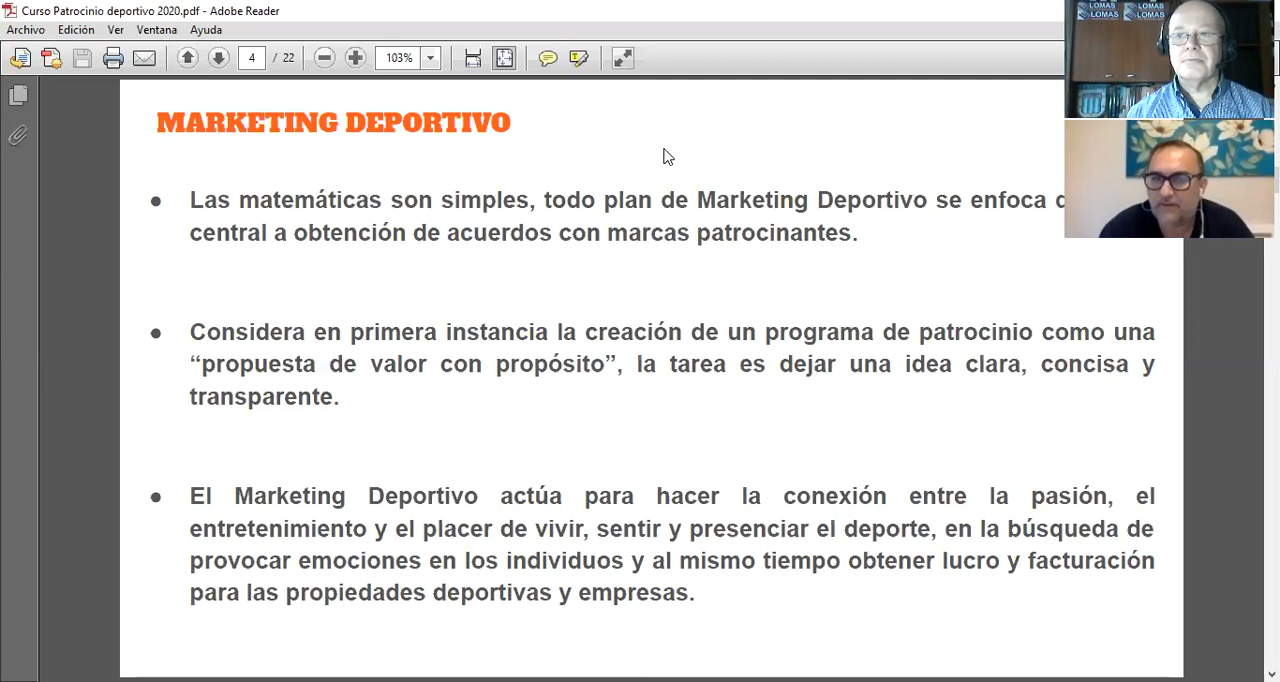 Curso Patrocinio deportivo 2020.pdf - Adobe Reader
Archivo Edición Ver Ventana Ayuda
4 / 22 103%
LOMAS LOMAS
LOMAS LOMAS
MARKETING DEPORTIVO
● Las matemáticas son simples, todo plan de Marketing Deportivo se enfoca
central a obtención de acuerdos con marcas patrocinantes.
● Considera en primera instancia la creación de un programa de patrocinio como una
“propuesta de valor con propósito”, la tarea es dejar una idea clara, concisa y
transparente.
● El Marketing Deportivo actúa para hacer la conexión entre la pasión, el
entretenimiento y el placer de vivir, sentir y presenciar el deporte, en la búsqueda de
provocar emociones en los individuos y al mismo tiempo obtener lucro y facturación
para las propiedades deportivas y empresas.